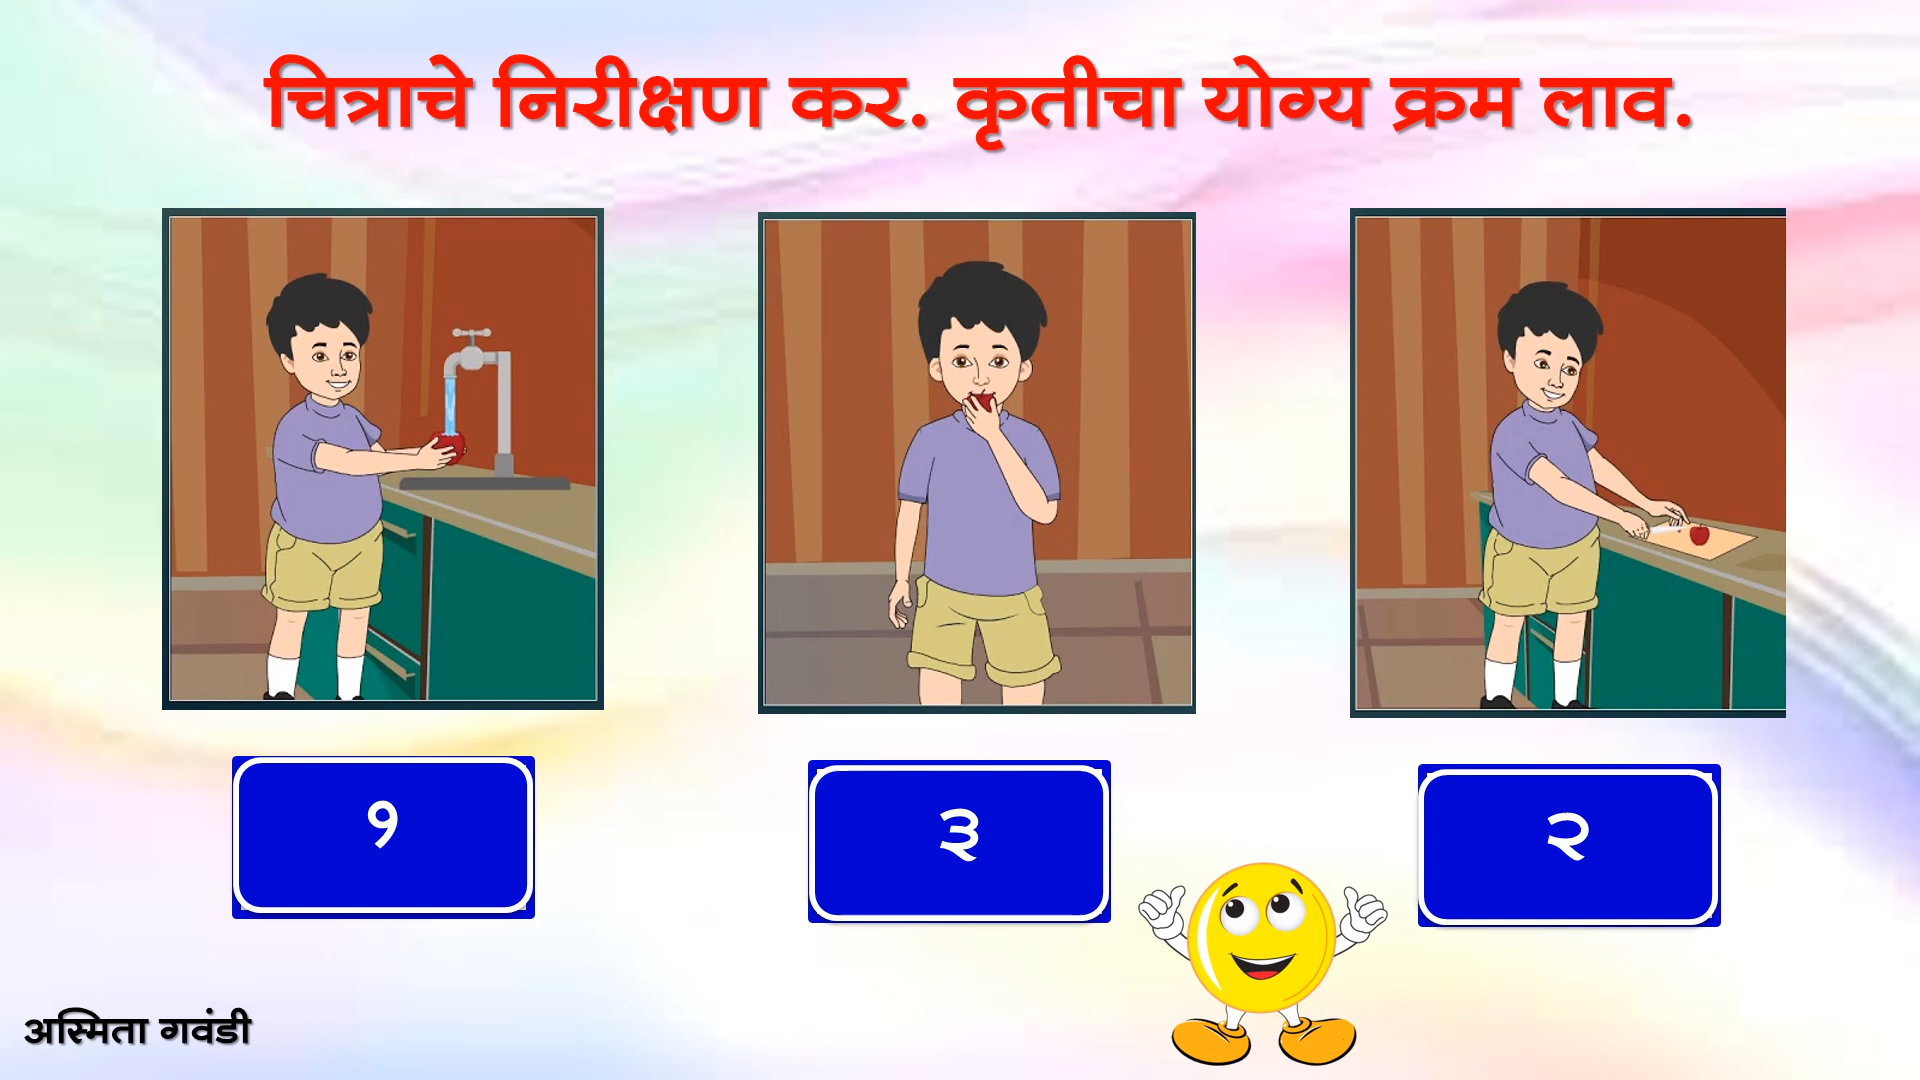 चित्राचे निरीक्षण कर. कृतीचा योग्य क्रम लाव.
१
३
२
अस्मिता गवंडी